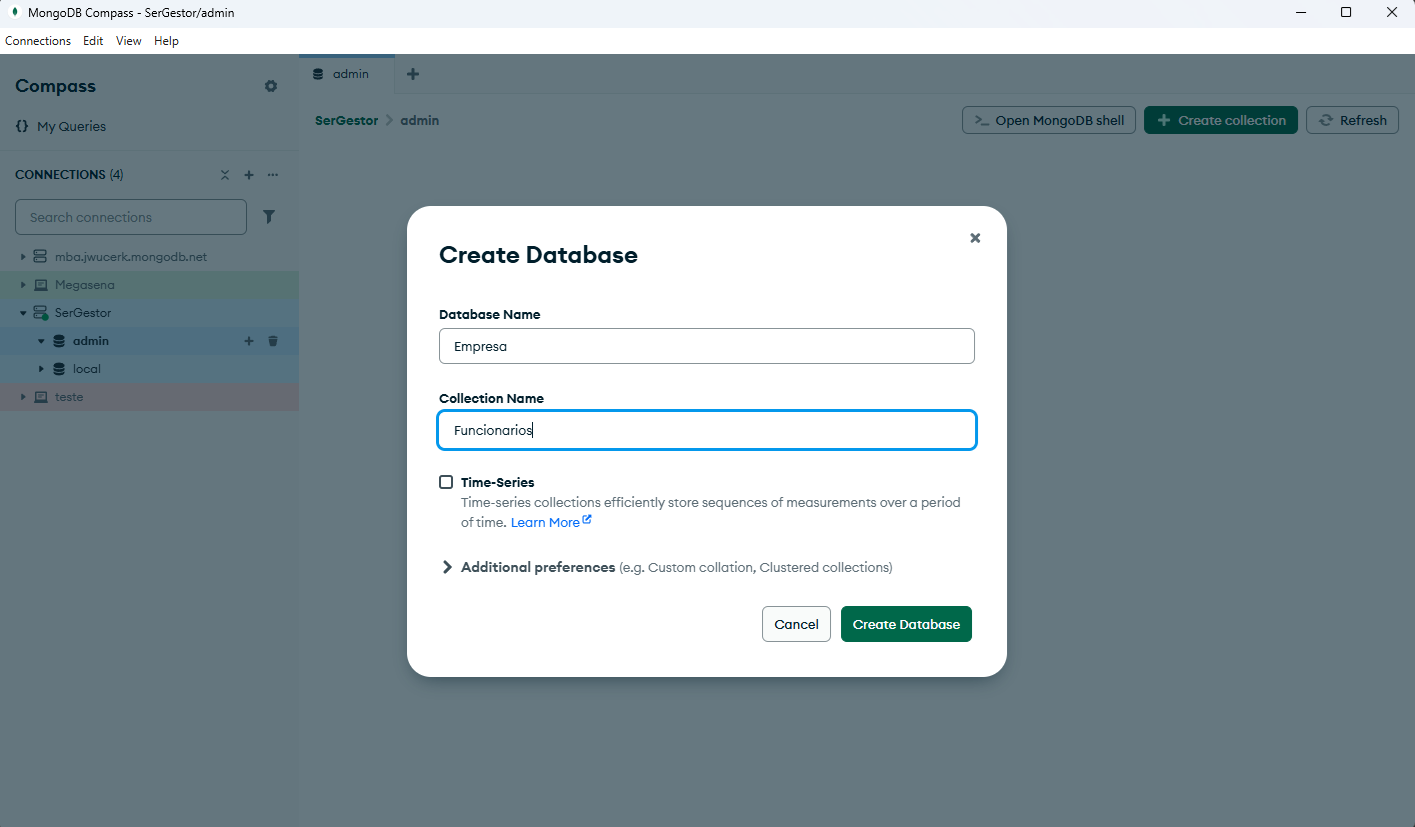 MongoDB Compass - SerGestor/admin
Connections Edit View Help
Compass
{} My Queries
CONNECTIONS (4)
Search connections
mba.jwucerk.mongodb.net
Megasena
SerGestor
admin
local
teste
admin
SerGestor > admin
>_ Open MongoDB shell
+ Create collection
Refresh
Create Database
Database Name
Empresa
Collection Name
Funcionarios
Time-Series
Time-series collections efficiently store sequences of measurements over a period
of time. Learn More
Additional preferences (e.g. Custom collation, Clustered collections)
Cancel
Create Database